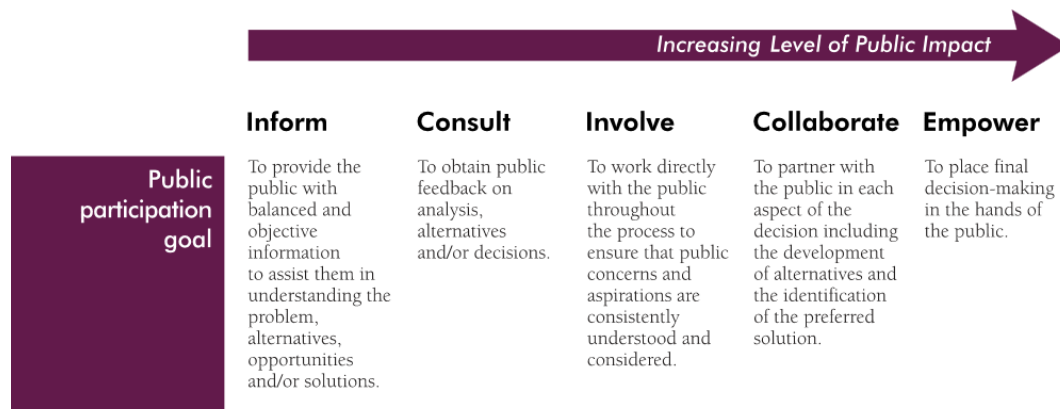 Increasing Level of Public Impact
Inform
Consult
Involve
Collaborate
Empower
Public
participation
goal
To provide the
public with
balanced and
objective
information
to assist them in
understanding the
problem,
alternatives,
opportunities
and/or solutions.
To obtain public
feedback on
analysis,
alternatives
and/or decisions.
To work directly
with the public
throughout
the process to
ensure that public
concerns and
aspirations are
consistently
understood and
considered.
To partner with
the public in each
aspect of the
decision including
the development
of alternatives and
the identification
of the preferred
solution.
To place final
decision-making
in the hands of
the public.